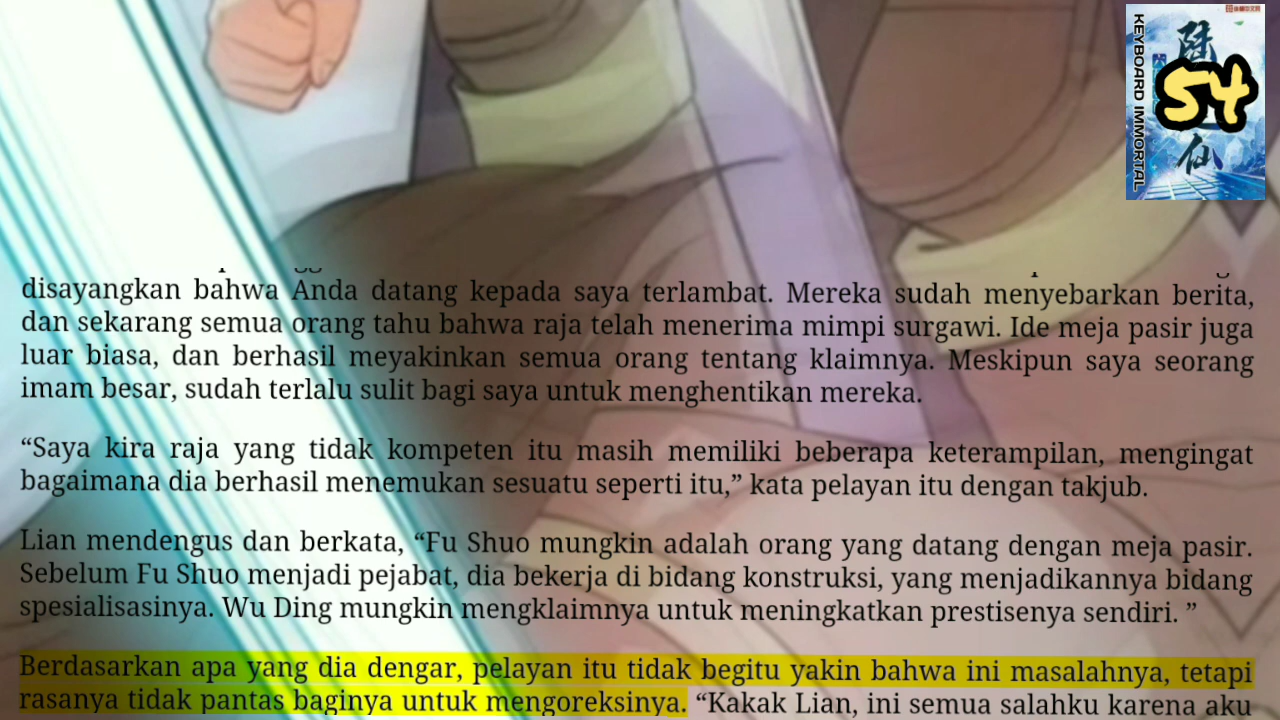 KEYBOARD IMMORTAL
陸
仙
54
disayangkan bahwa Anda datang kepada saya terlambat. Mereka sudah menyebarkan berita,
dan sekarang semua orang tahu bahwa raja telah menerima mimpi surgawi. Ide meja pasir juga
luar biasa, dan berhasil meyakinkan semua orang tentang klaimnya. Meskipun saya seorang
imam besar, sudah terlalu sulit bagi saya untuk menghentikan mereka.
“Saya kira raja yang tidak kompeten itu masih memiliki beberapa keterampilan, mengingat
bagaimana dia berhasil menemukan sesuatu seperti itu,” kata pelayan itu dengan takjub.
Lian mendengus dan berkata, “Fu Shuo mungkin adalah orang yang datang dengan meja pasir.
Sebelum Fu Shuo menjadi pejabat, dia bekerja di bidang konstruksi, yang menjadikannya bidang
spesialisasinya. Wu Ding mungkin mengklaimnya untuk meningkatkan prestisenya sendiri. ”
Berdasarkan apa yang dia dengar, pelayan itu tidak begitu yakin bahwa ini masalahnya, tetapi
rasanya tidak pantas baginya untuk mengoreksinya. “Kakak Lian, ini semua salahku karena aku